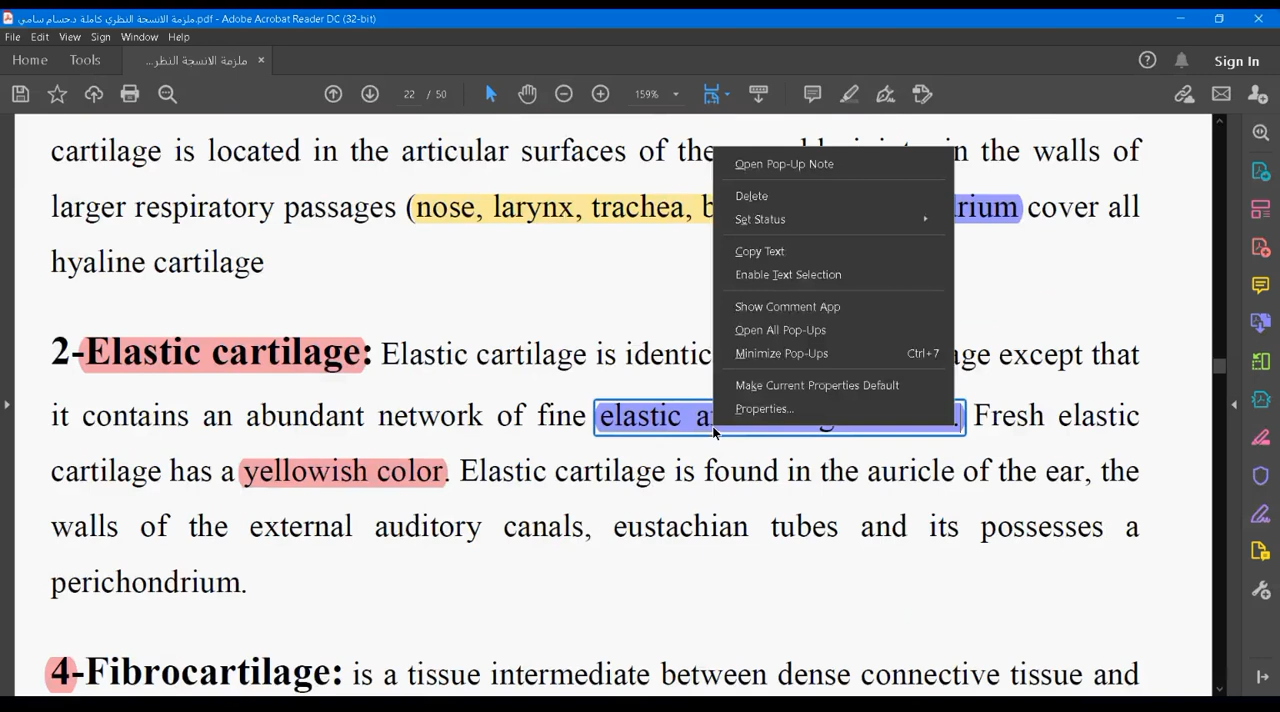 ملزمة الانسجة النظري كاملة د.حسام سامي.pdf - Adobe Acrobat Reader DC (32-bit)
File Edit View Sign Window Help
Home Tools ملزمة الانسجة النظر... × Sign In
22 / 50 159%
cartilage is located in the articular surfaces of the in the walls of
larger respiratory passages (nose, larynx, trachea, b rium cover all
hyaline cartilage
2-Elastic cartilage: Elastic cartilage is identic age except that
it contains an abundant network of fine elastic a . Fresh elastic
cartilage has a yellowish color. Elastic cartilage is found in the auricle of the ear, the
walls of the external auditory canals, eustachian tubes and its possesses a
perichondrium.
4-Fibrocartilage: is a tissue intermediate between dense connective tissue and
Open Pop-Up Note
Delete
Set Status
Copy Text
Enable Text Selection
Show Comment App
Open All Pop-Ups
Minimize Pop-Ups Ctrl+7
Make Current Properties Default
Properties...